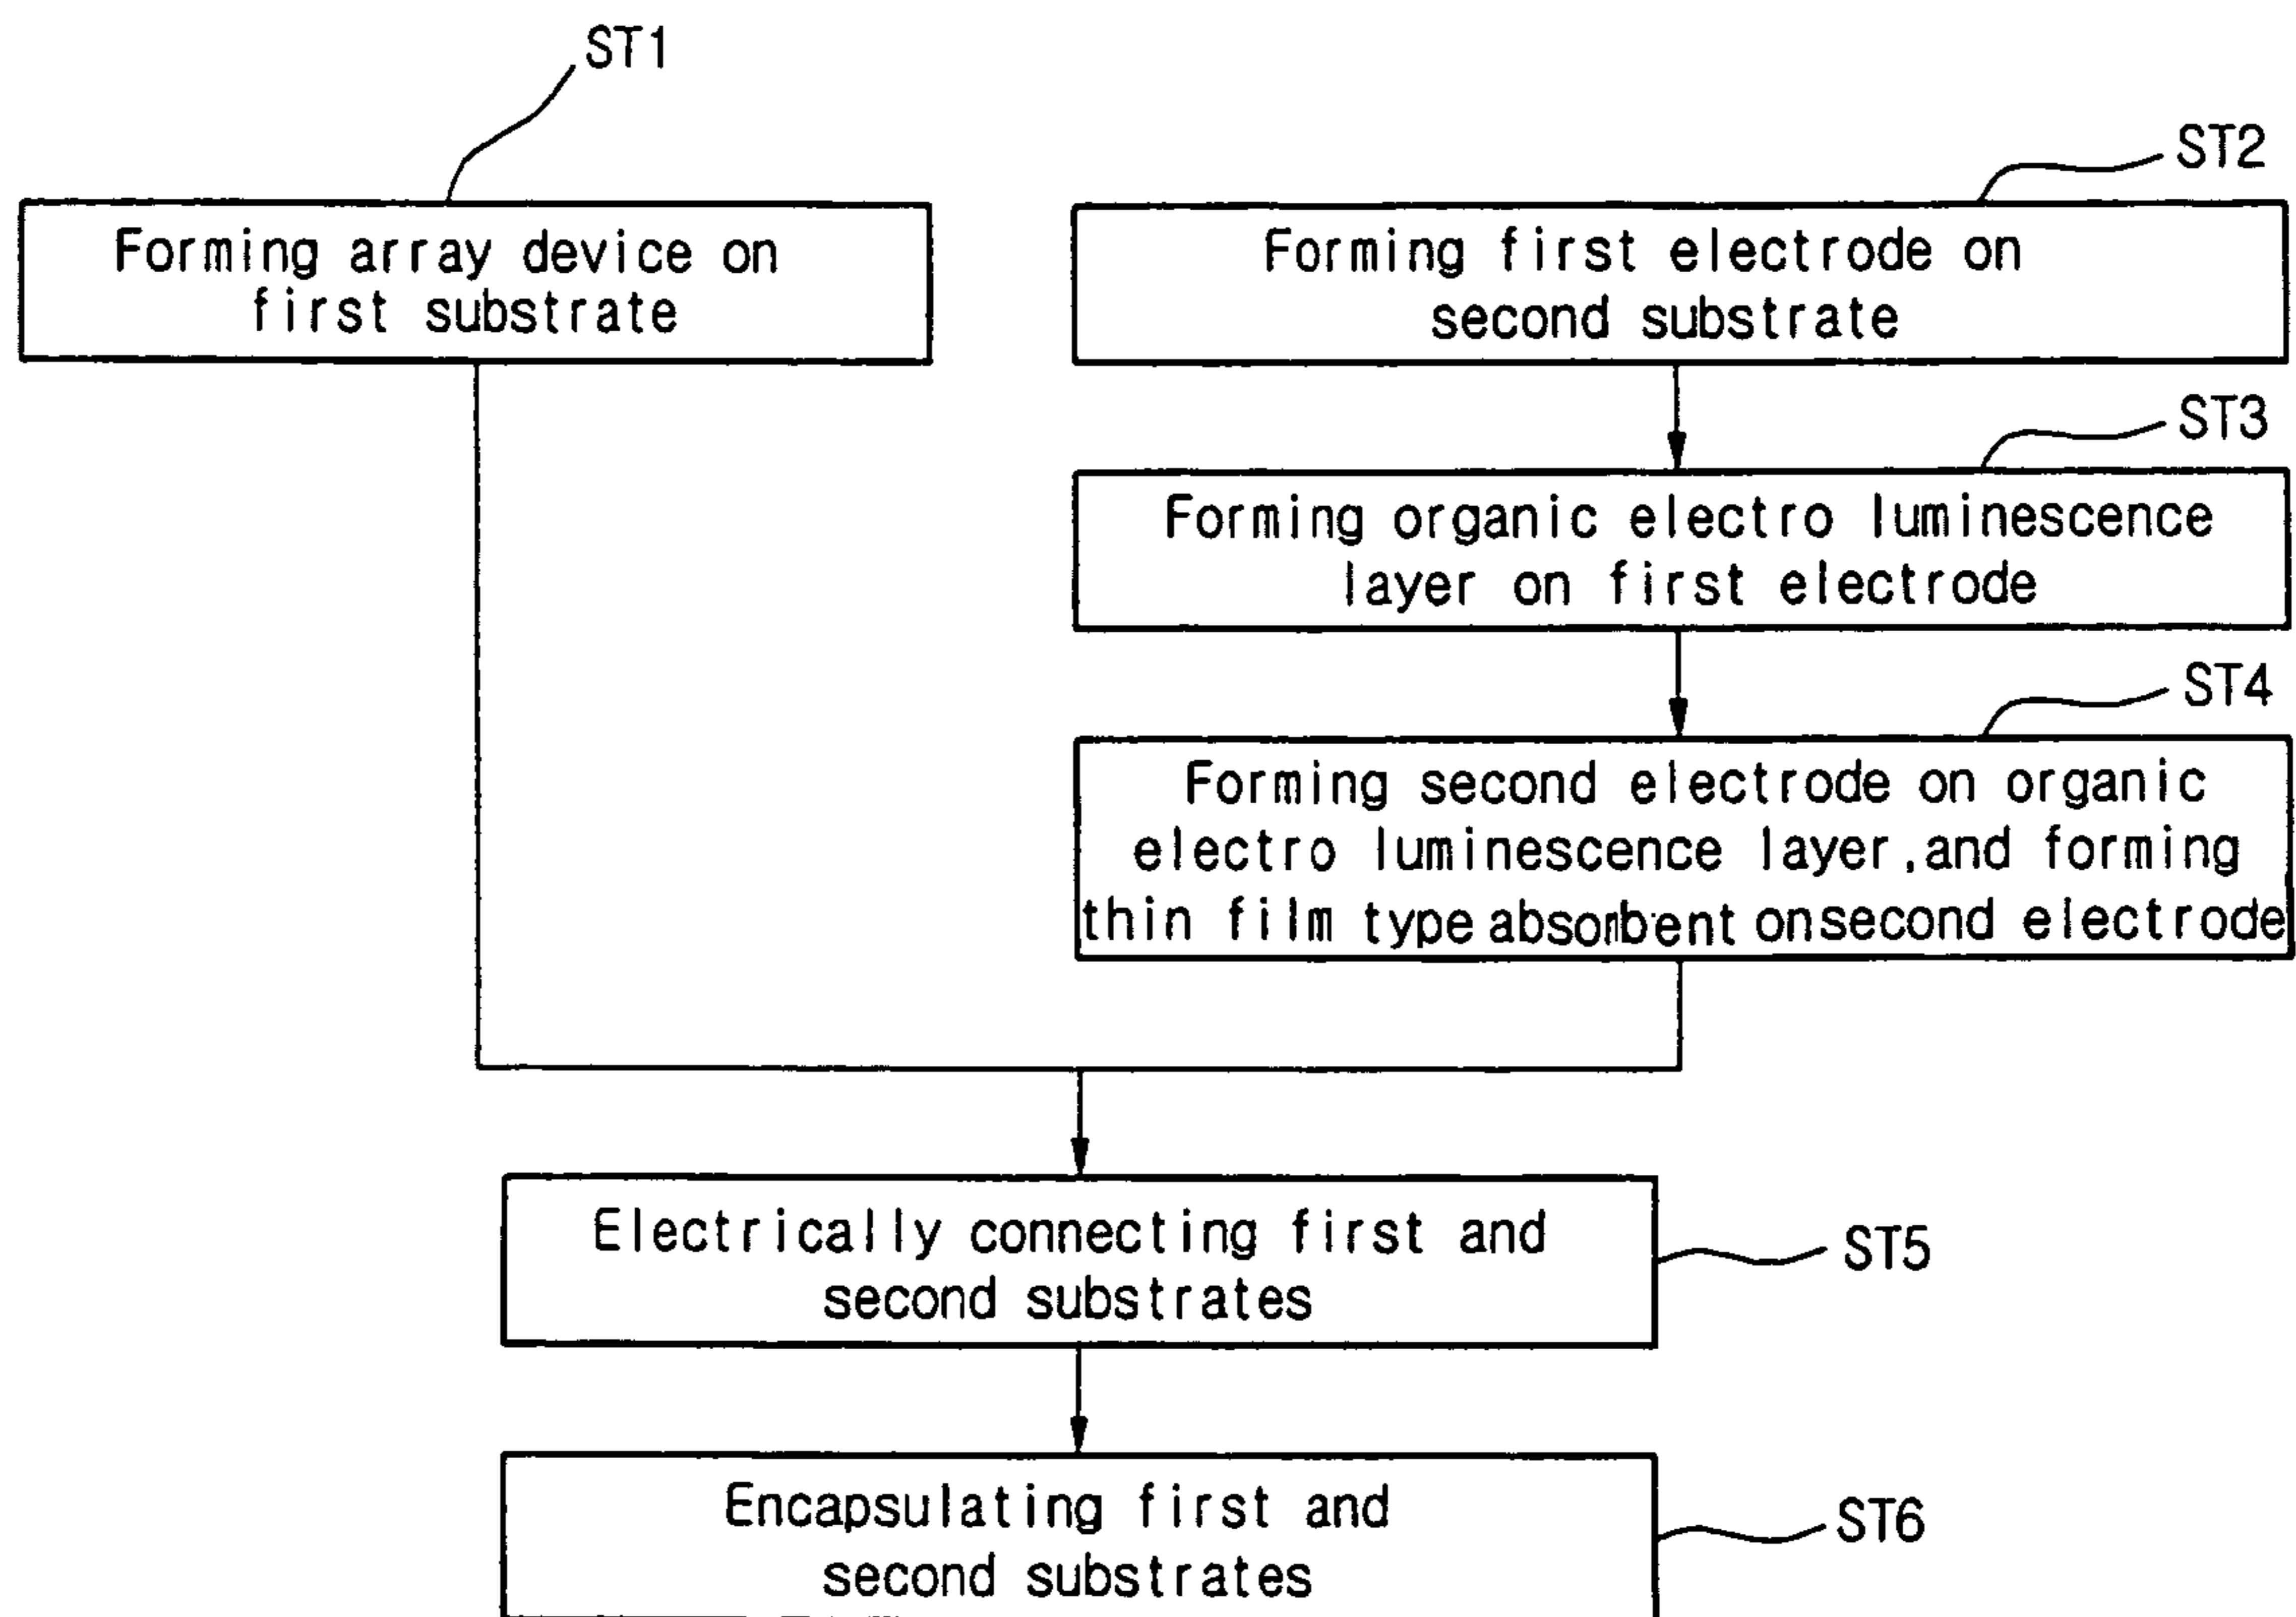 ST1
Forming array device on
first substrate
ST2
Forming first electrode on
second substrate
ST3
Forming organic electro luminescence
layer on first electrode
ST4
Forming second electrode on organic
electro luminescence layer,and forming
thin film type absorbent on second electrode
Electrically connecting first and
second substrates
ST5
Encapsulating first and
second substrates
ST6